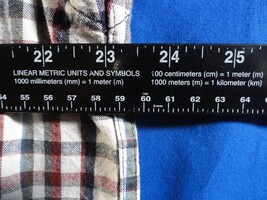 22 23 24 25
LINEAR METRIC UNITS AND SYMBOLS 100 centimeters (cm) = 1 meter (m)
1000 millimeters (mm) = 1 meter (m) 1000 meters (m) = 1 kilometer (km)
54 55 56 57 58 59 60 61 62 63 64 65